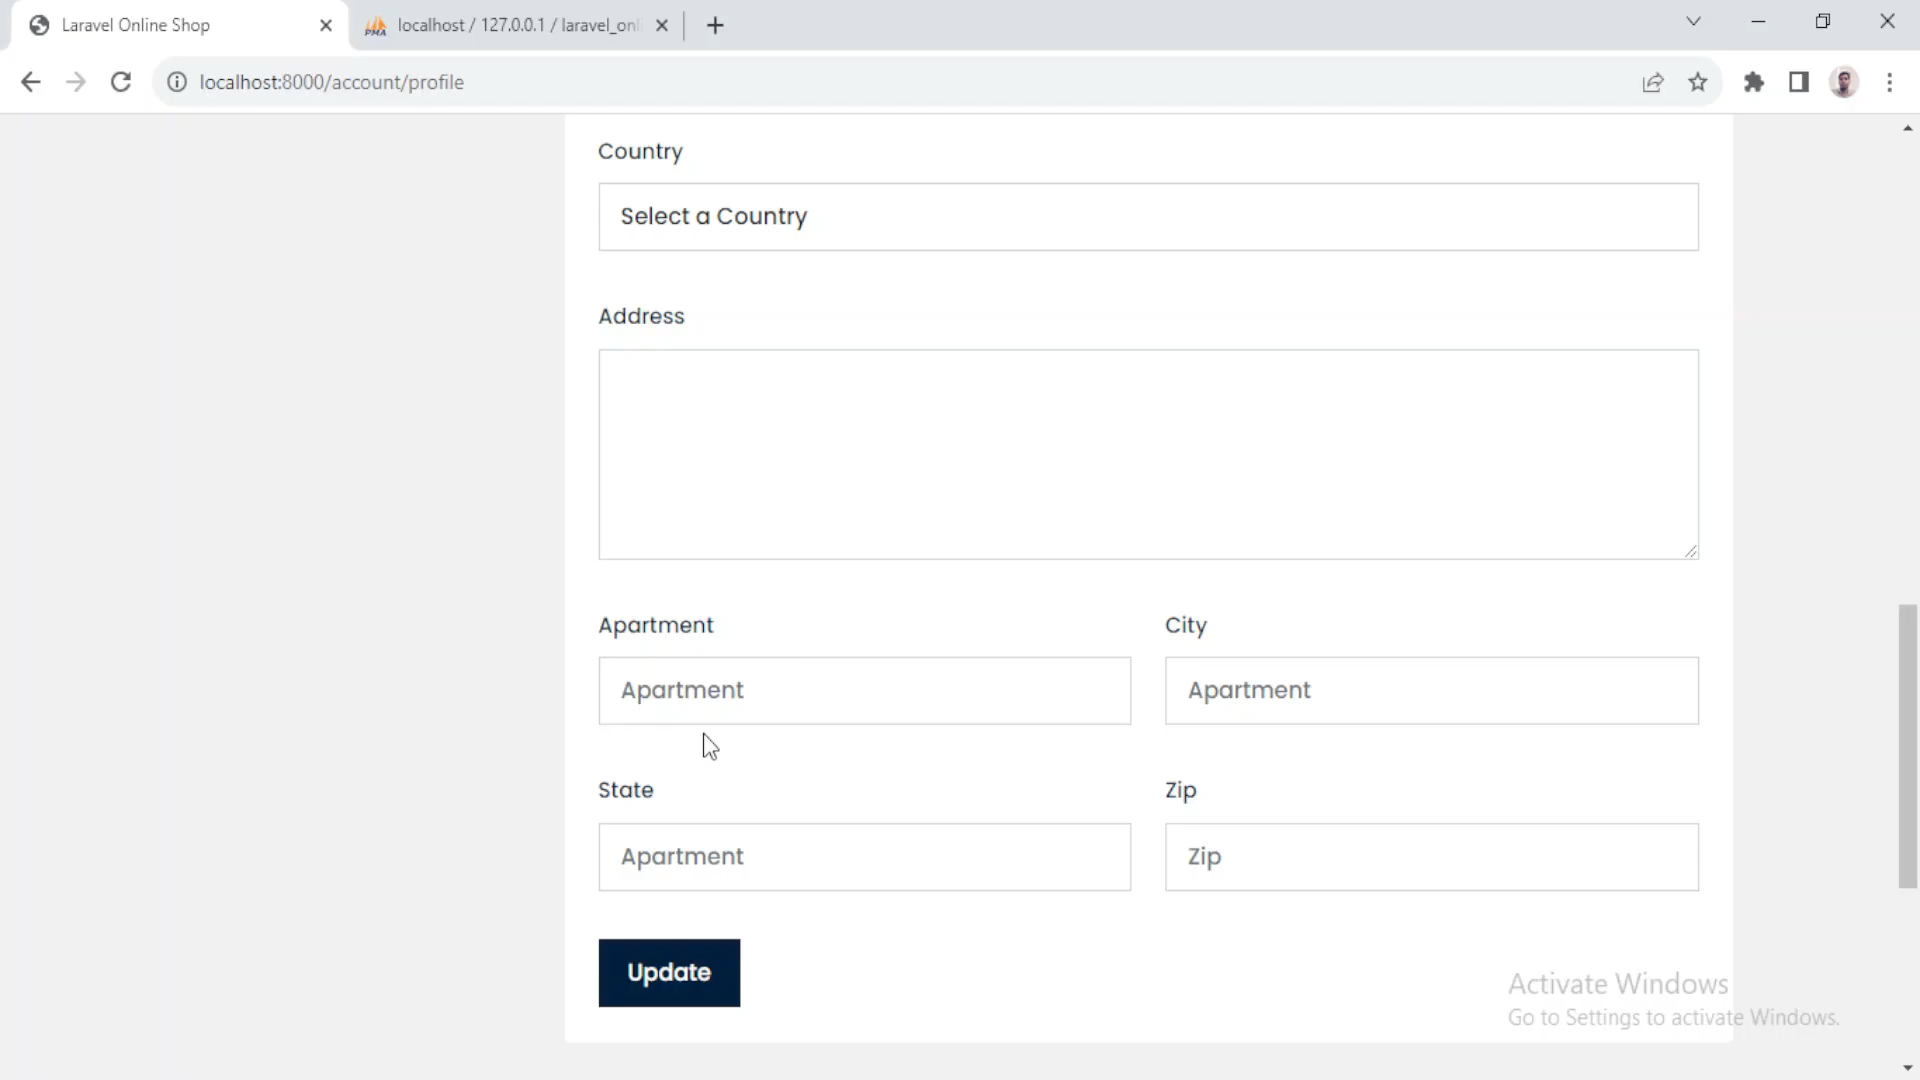 Laravel Online Shop
localhost / 127.0.0.1 / laravel_onl
localhost:8000/account/profile
Country
Select a Country
Address
Apartment City
Apartment Apartment
State Zip
Apartment Zip
Update
Activate Windows
Go to Settings to activate Windows.